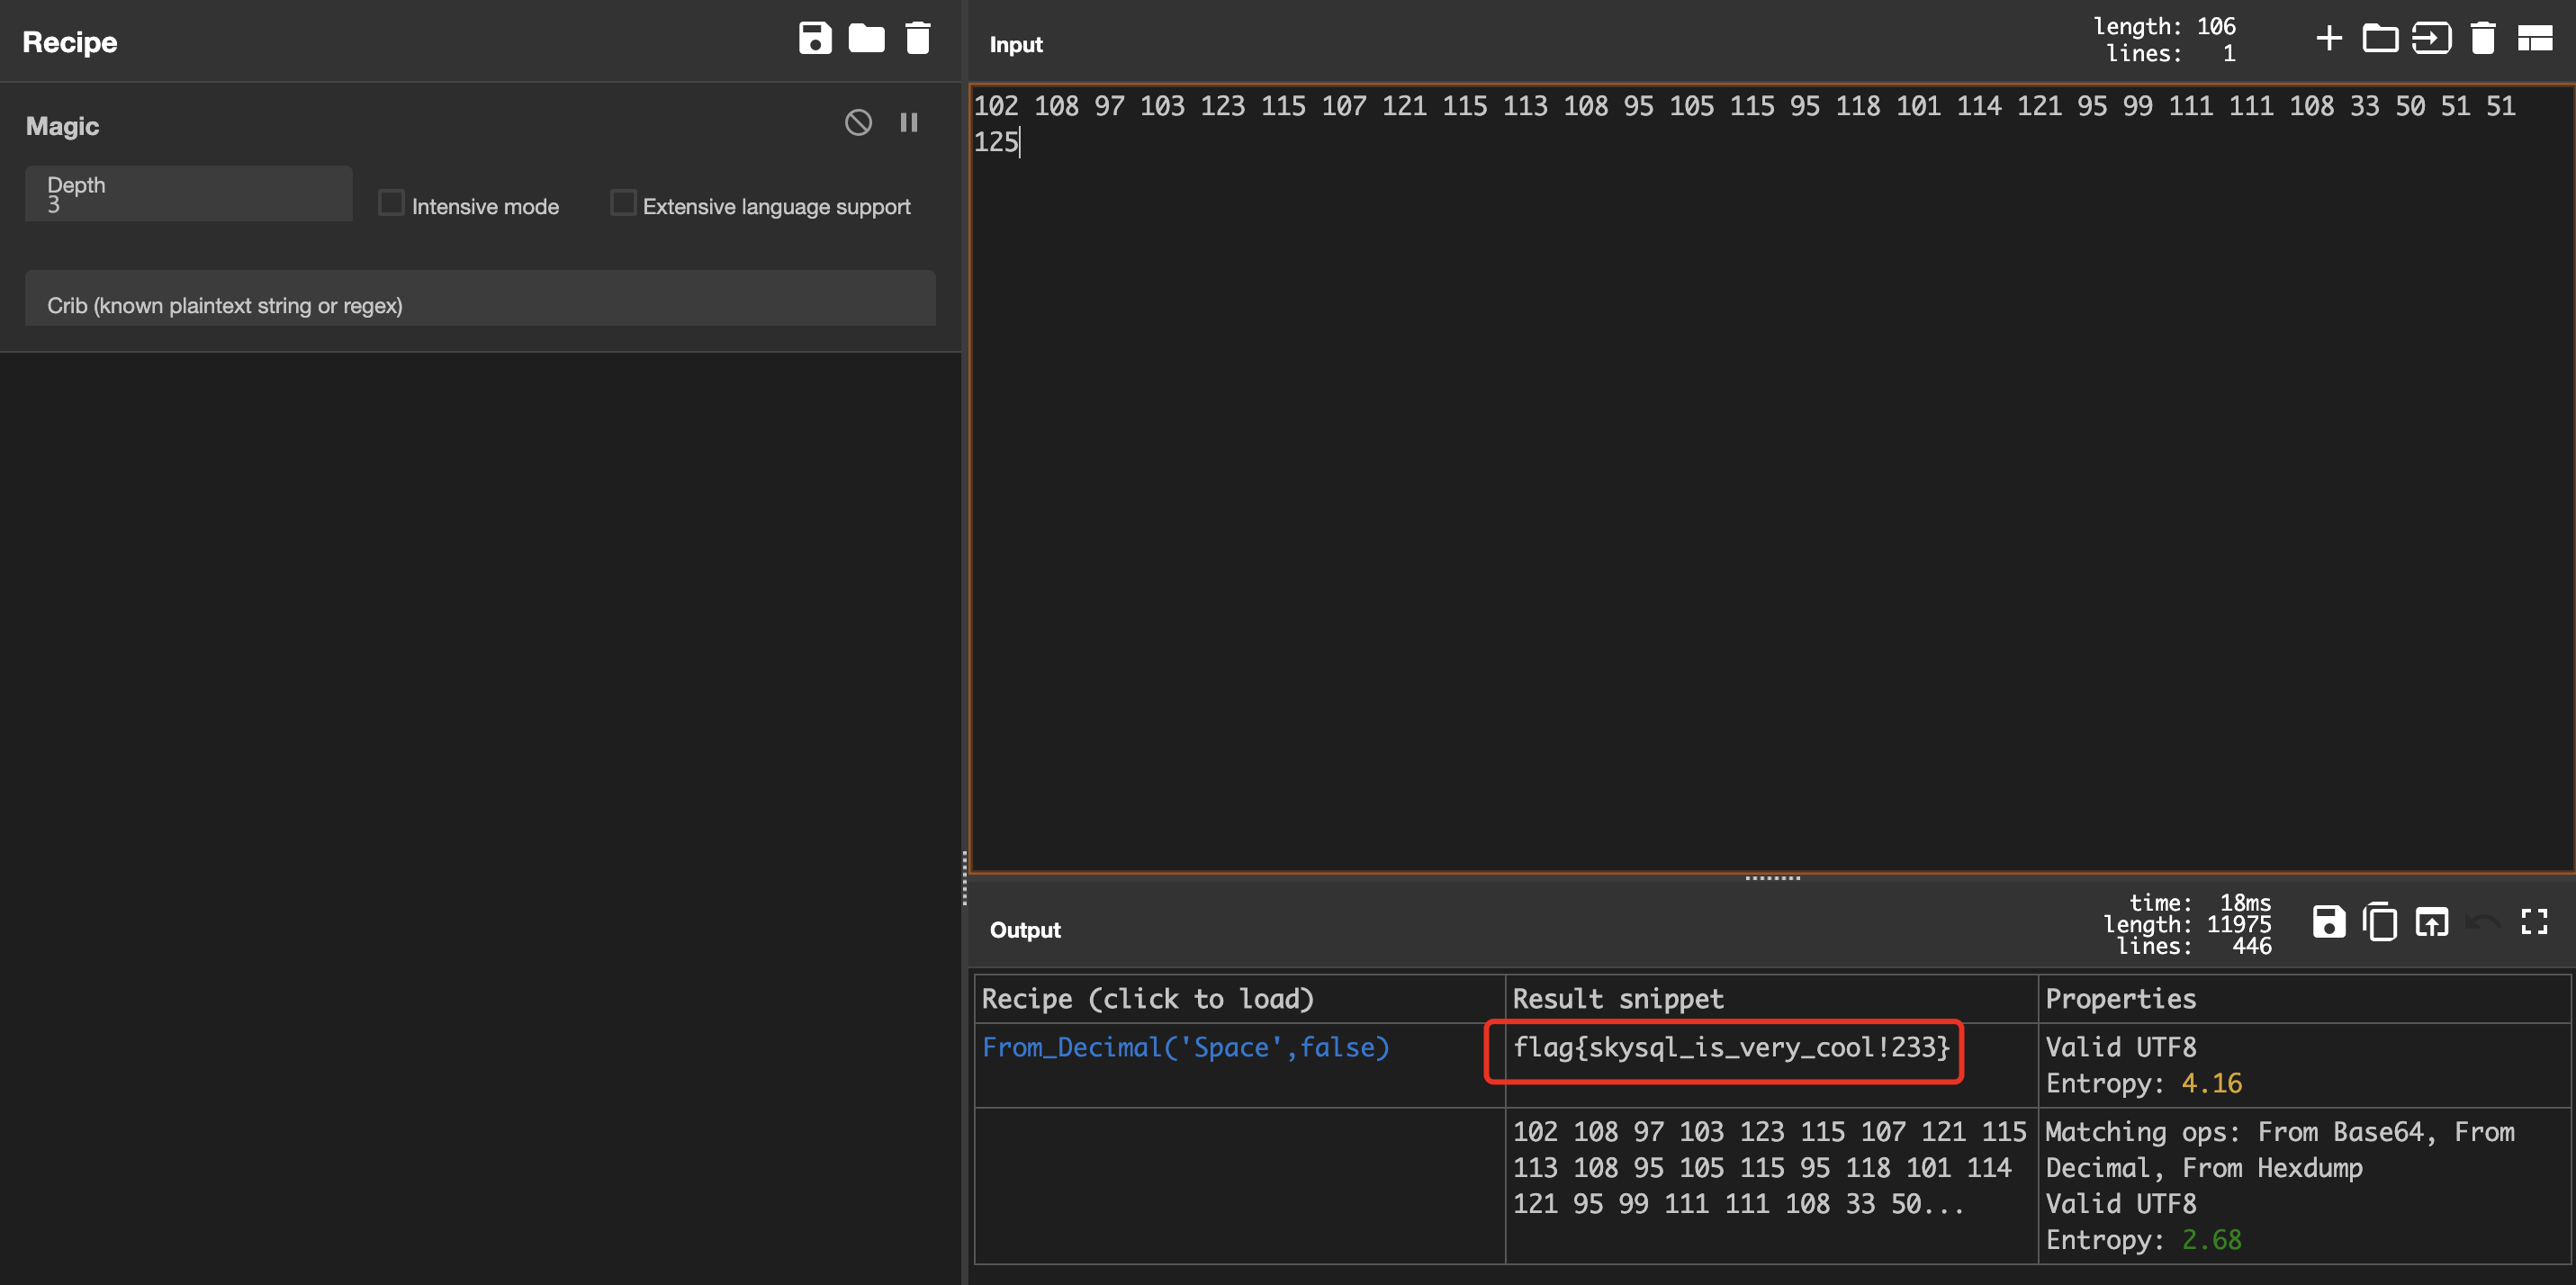 Recipe
Magic
Depth
3
Intensive mode
Extensive language support
Crib (known plaintext string or regex)
Input
length: 106
lines: 1
102 108 97 103 123 115 107 121 115 113 108 95 105 115 95 118 101 114 121 95 99 111 111 108 33 50 51 51
125
Output
time: 18ms
length: 11975
lines: 446
Recipe (click to load)
Result snippet
Properties
From_Decimal('Space',false)
flag{skysql_is_very_cool!233}
Valid UTF8
Entropy: 4.16
102 108 97 103 123 115 107 121 115
113 108 95 105 115 95 118 101 114
121 95 99 111 111 108 33 50...
Matching ops: From Base64, From
Decimal, From Hexdump
Valid UTF8
Entropy: 2.68